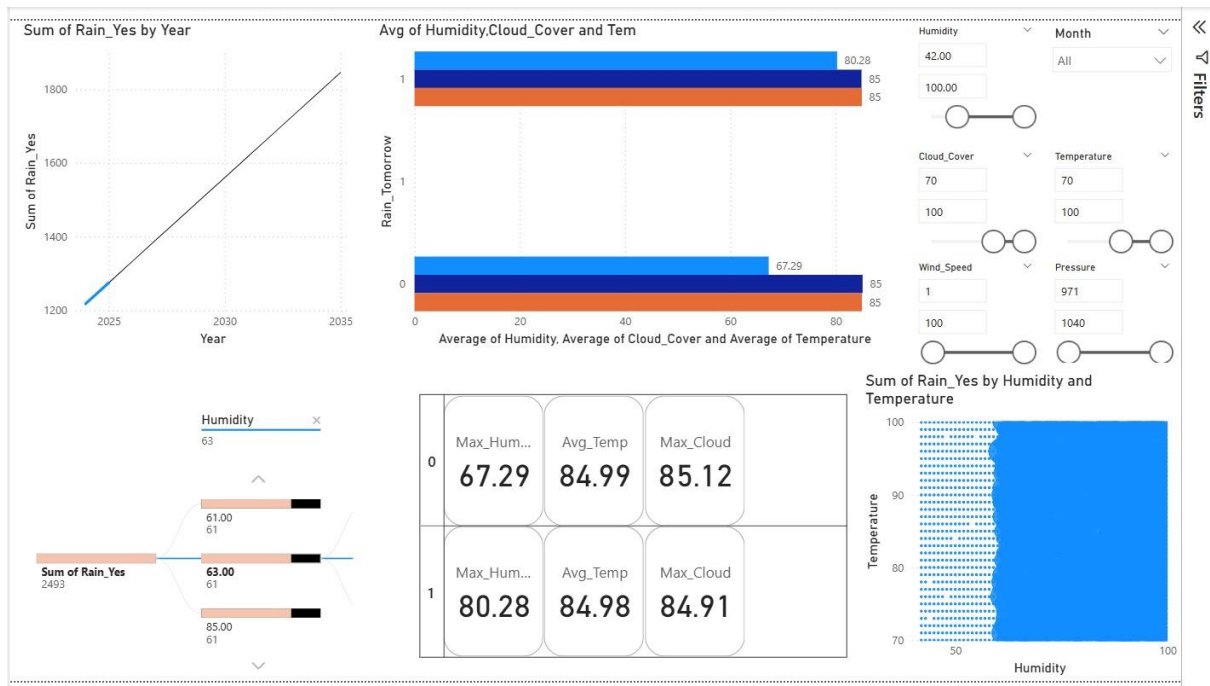 Sum of Rain_Yes by Year
Sum of Rain_Yes
1800
1600
1400
1200
2025
2030
2035
Year
Avg of Humidity,Cloud_Cover and Tem
Rain_Tomorrow
1
80.28
85
85
1
0
67.29
85
85
0
20
40
60
80
Average of Humidity, Average of Cloud_Cover and Average of Temperature
Humidity
42.00
100.00
Month
All
Cloud_Cover
70
100
Temperature
70
100
Wind_Speed
1
100
Pressure
971
1040
Filters
Humidity
63
Sum of Rain_Yes
2493
61.00
61
63.00
61
85.00
61
0
Max_Hum...
67.29
Avg_Temp
84.99
Max_Cloud
85.12
1
Max_Hum...
80.28
Avg_Temp
84.98
Max_Cloud
84.91
Sum of Rain_Yes by Humidity and
Temperature
Temperature
100
90
80
70
50
100
Humidity